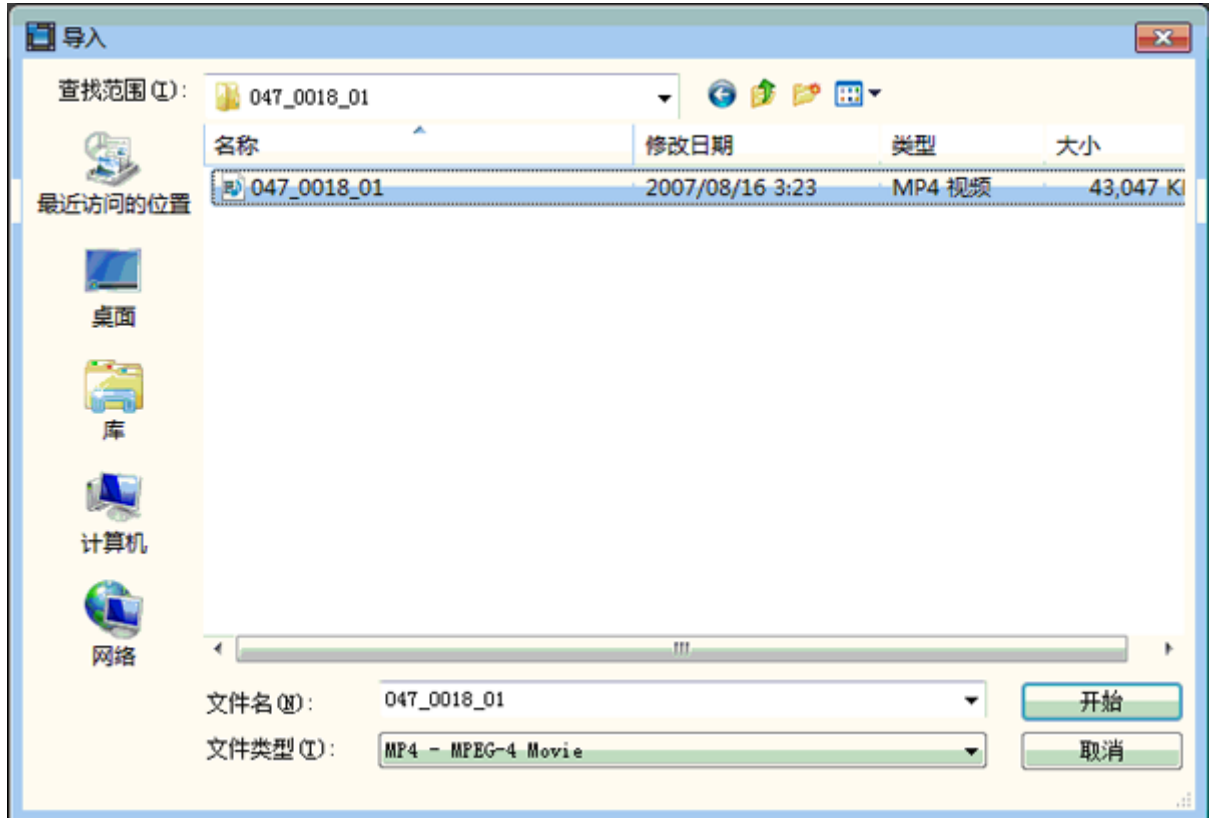 导入
查找范围(I):
047_0018_01
名称
修改日期
类型
大小
047_0018_01
2007/08/16 3:23
MP4 视频
43,047 K
最近访问的位置
桌面
库
计算机
网络
文件名(N):
047_0018_01
开始
文件类型(T):
MP4 - MPEG-4 Movie
取消